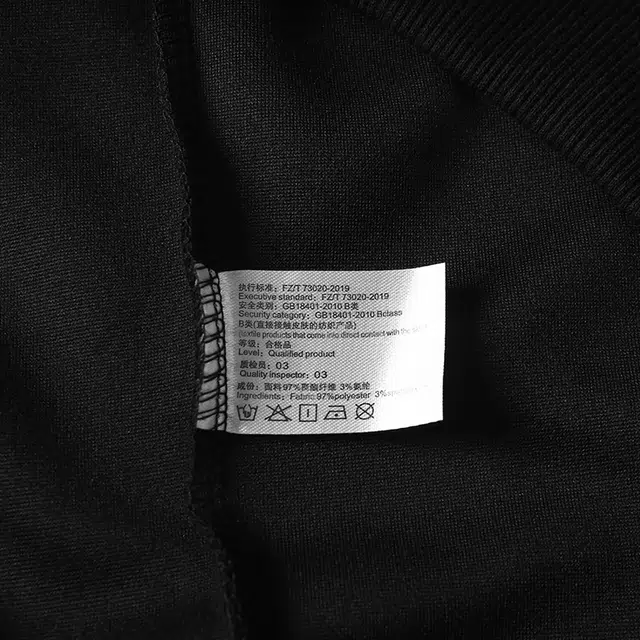 执行标准：FZ/T 73020-2019
Executive standard：FZ/T 73020-2019
安全类别：GB18401-2010 B类
Security category：GB18401-2010 Bclass
B类(直接接触皮肤的纺织产品)
(textile products that come into direct contact with the
等级：合格品
Level：Qualified product
质检员：03
Quality inspector：03
成份：面料97%聚酯纤维 3%氨纶
Ingredients：Fabric 97%polyester 3%